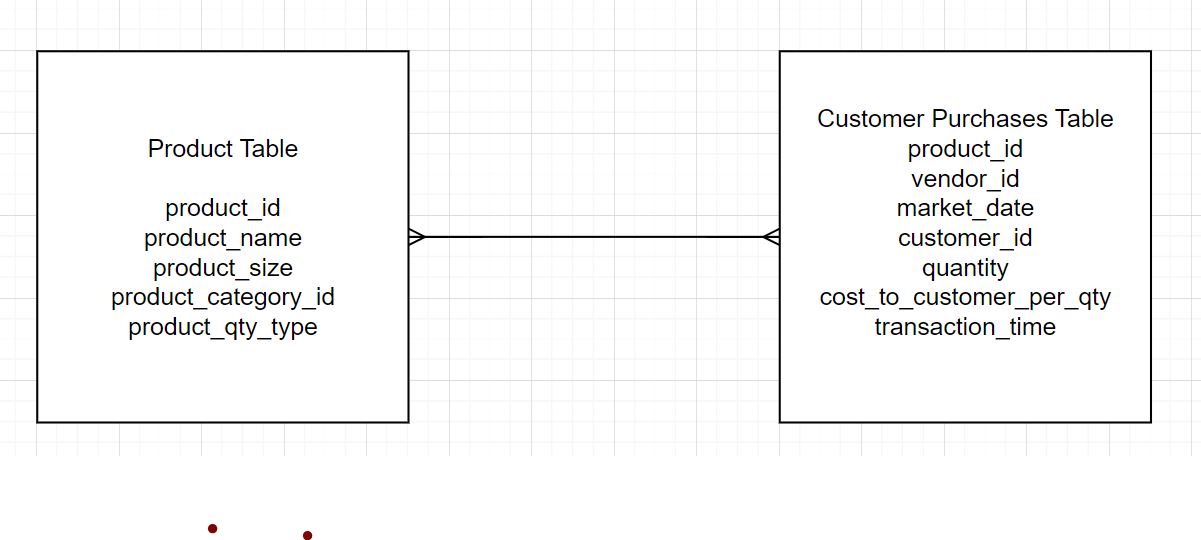 Product Table
product_id
product_name
product_size
product_category_id
product_qty_type
Customer Purchases Table
product_id
vendor_id
market_date
customer_id
quantity
cost_to_customer_per_qty
transaction_time